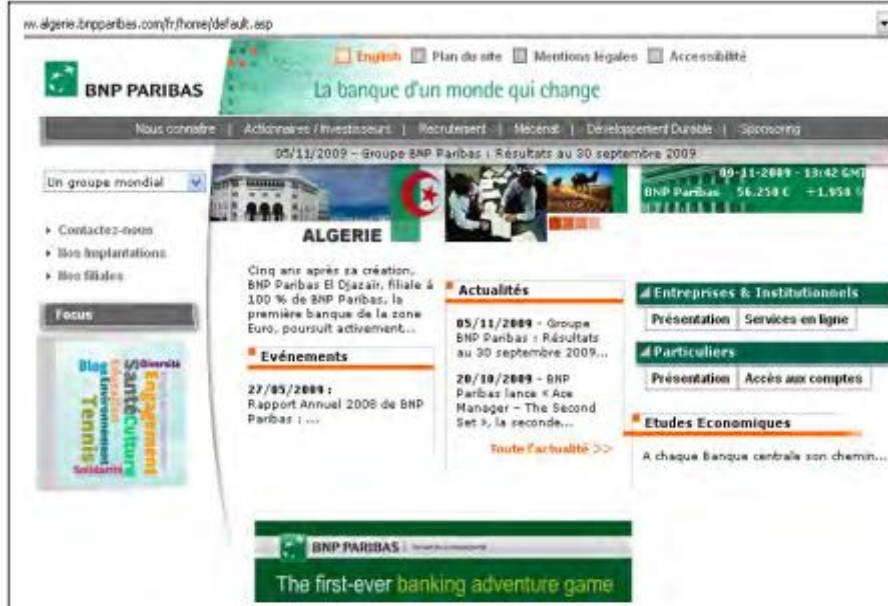 w.algerie.bnpparibas.com/fr/home/default.asp
English Plan du site Mentions légales Accessibilité
BNP PARIBAS
La banque d'un monde qui change
Nous connaître | Actionnaires / Investisseurs | Recrutement | Mécénat | Développement Durable | Sponsoring
05/11/2009 - Groupe BNP Paribas : Résultats au 30 septembre 2009
Un groupe mondial
09-11-2009 - 13:42 GMT
BNP Paribas 56.250 € +1.958 %
Contactez-nous
Nos Implantations
Nos filiales
Focus
Blog
Education
Environnement
Tennis
Solidarité
Santé
Culture
Diversité
Engagement
ALGERIE
Cinq ans après sa création,
BNP Paribas El Djazair, filiale à
100 % de BNP Paribas, la
première banque de la zone
Euro, poursuit activement...
Evénements
27/05/2009 :
Rapport Annuel 2008 de BNP
Paribas : ...
Actualités
05/11/2009 - Groupe
BNP Paribas : Résultats
au 30 septembre 2009...
20/10/2009 - BNP
Paribas lance « Ace
Manager – The Second
Set », la seconde...
Toute l'actualité >>
Entreprises & Institutionnels
Présentation Services en ligne
Particuliers
Présentation Accès aux comptes
Etudes Economiques
A chaque Banque centrale son chemin...
BNP PARIBAS
The first-ever banking adventure game